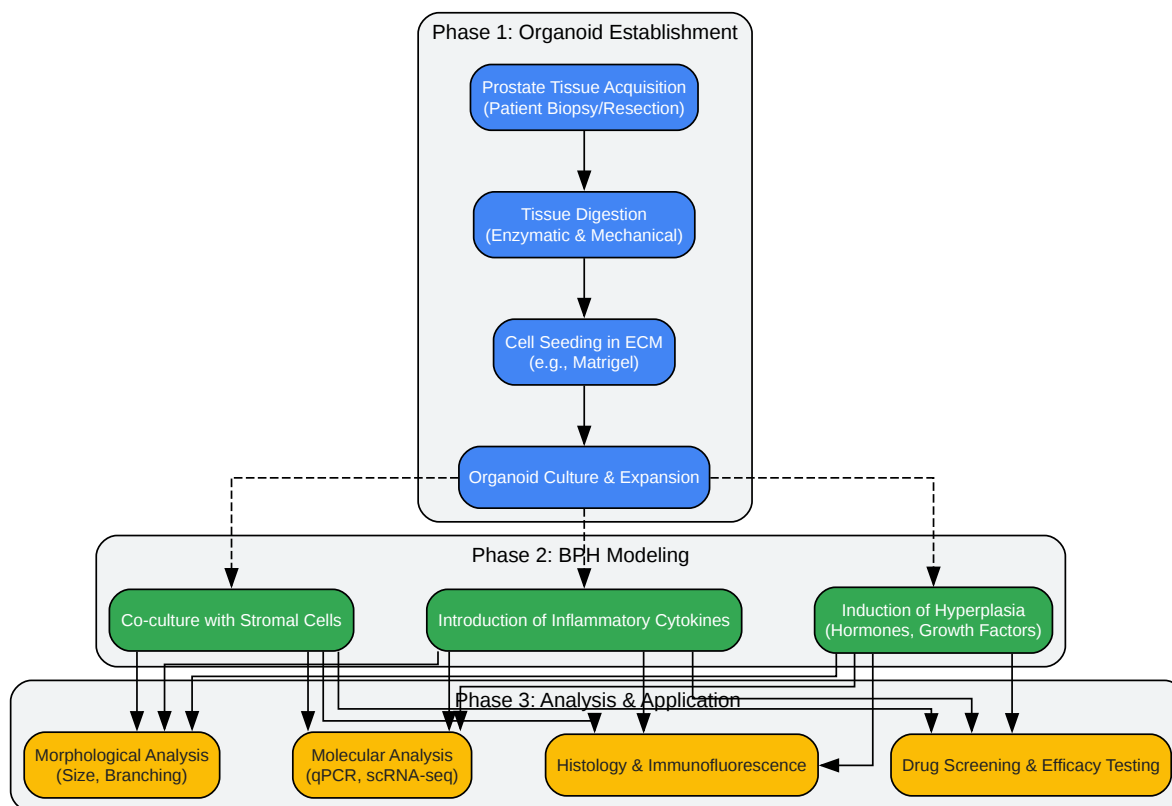 Phase 1: Organoid Establishment
Prostate Tissue Acquisition
(Patient Biopsy/Resection)
Tissue Digestion
(Enzymatic & Mechanical)
Cell Seeding in ECM
(e.g., Matrigel)
Organoid Culture & Expansion
Phase 2: BPH Modeling
Co-culture with Stromal Cells
Introduction of Inflammatory Cytokines
Induction of Hyperplasia
(Hormones, Growth Factors)
Phase 3: Analysis & Application
Morphological Analysis
(Size, Branching)
Molecular Analysis
(qPCR, scRNA-seq)
Histology & Immunofluorescence
Drug Screening & Efficacy Testing